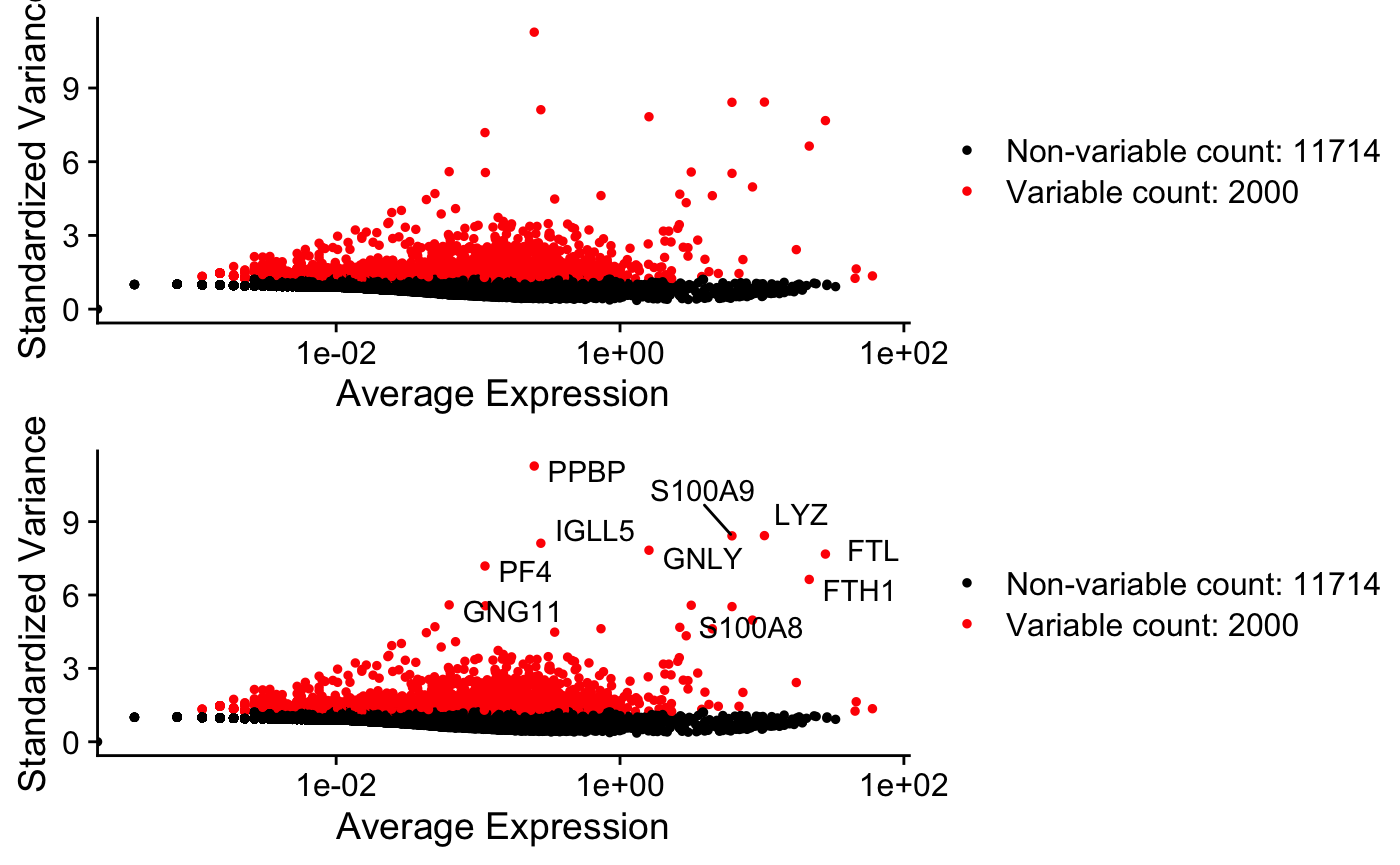 Standardized Variance
9
6
3
0
1e-02 1e+00 1e+02
Average Expression
Non-variable count: 11714
Variable count: 2000
Standardized Variance
9
6
3
0
PPBP
S100A9
LYZ
IGLL5
GNLY
FTL
PF4
FTH1
GNG11
S100A8
1e-02 1e+00 1e+02
Average Expression
Non-variable count: 11714
Variable count: 2000